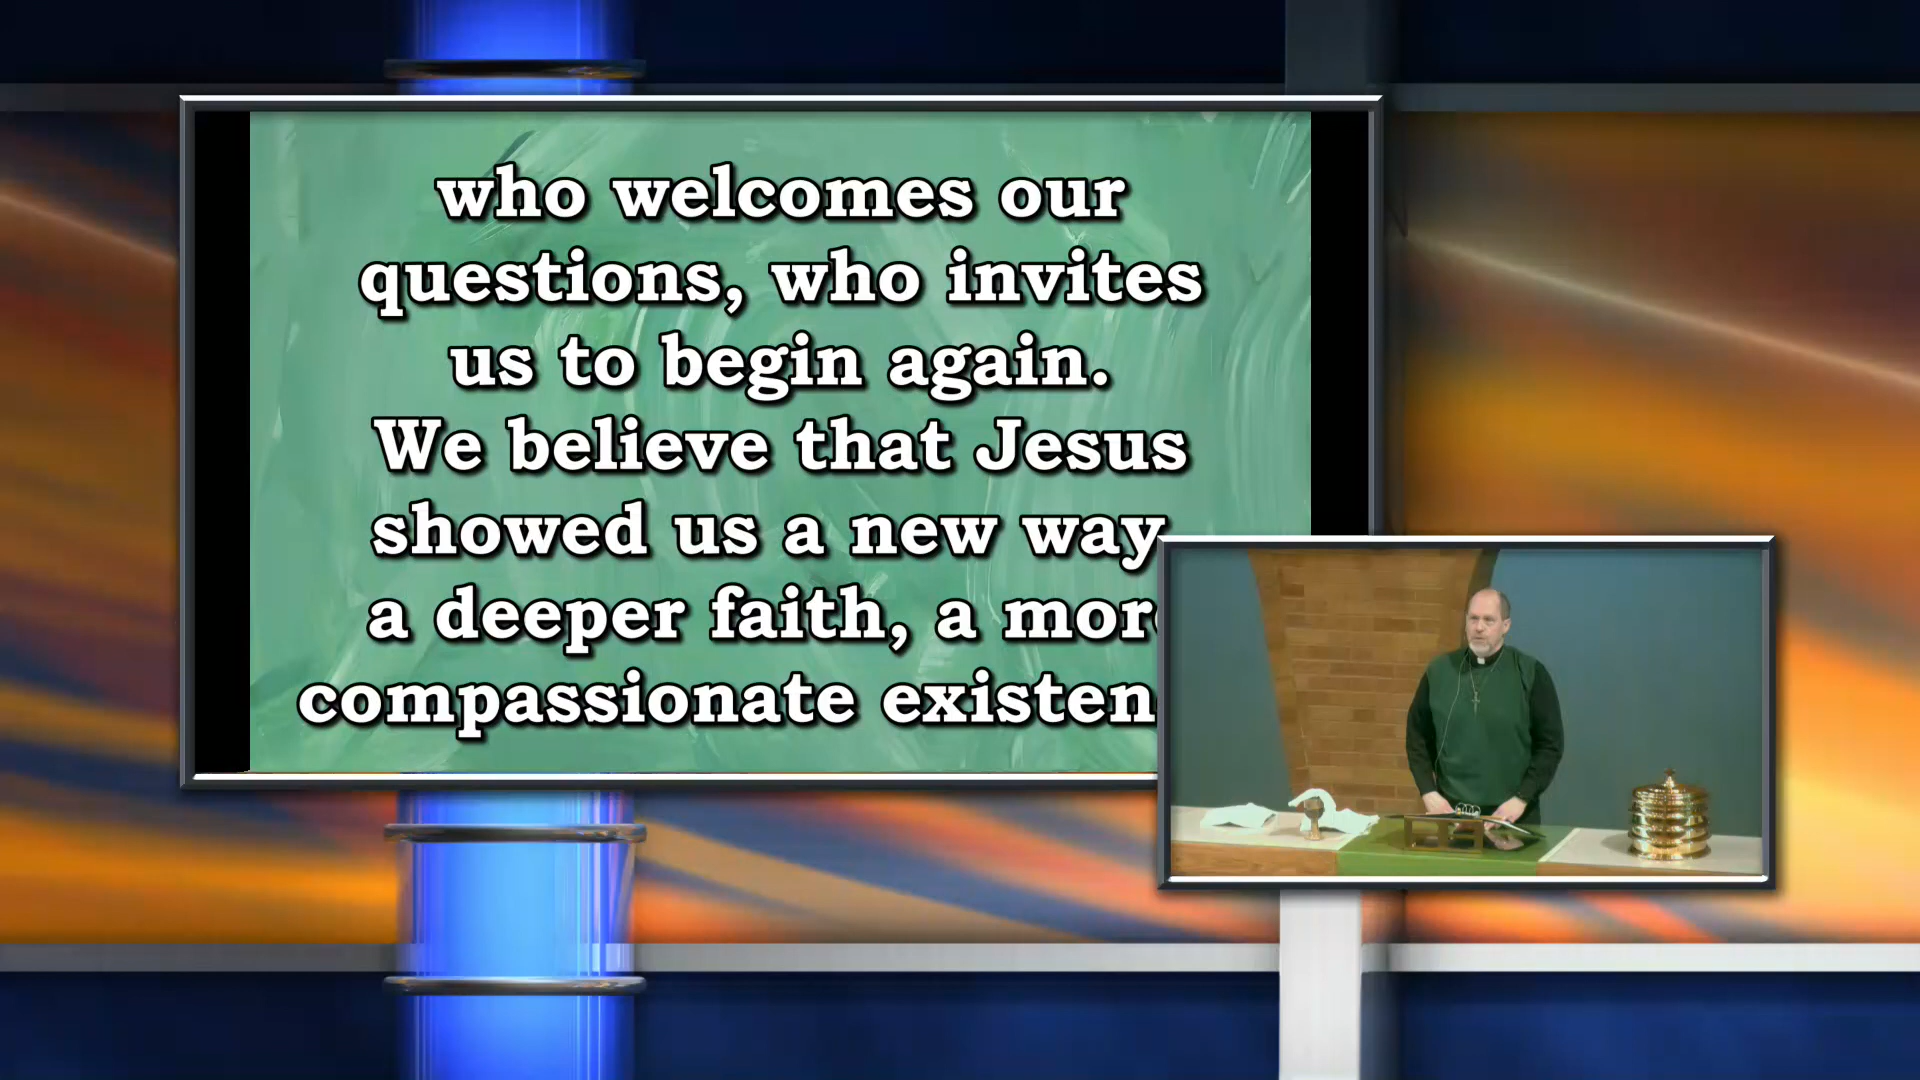 who welcomes our
questions, who invites
us to begin again.
We believe that Jesus
showed us a new way
a deeper faith, a
compassionate